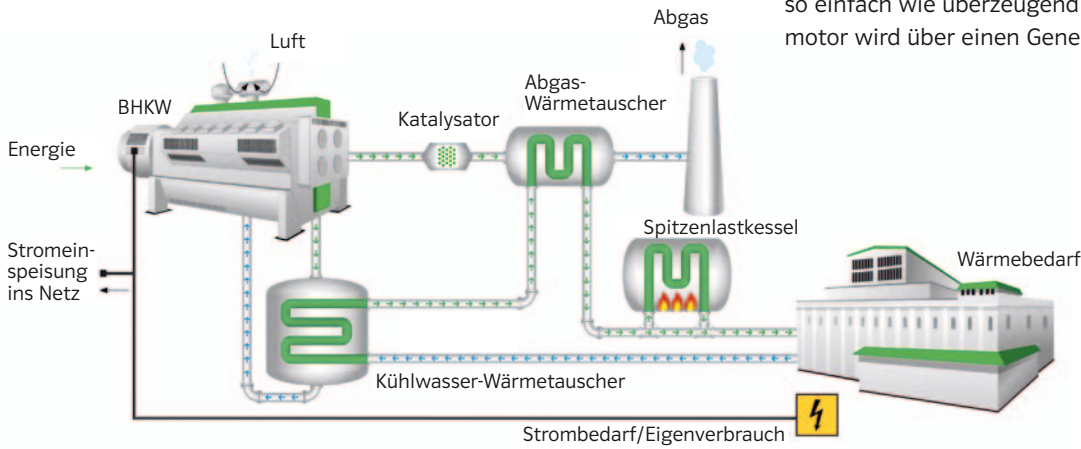 so einfach wie überzeugend
motor wird über einen Gene
Abgas
Luft
Abgas-
Wärmetauscher
BHKW
Katalysator
Energie
Spitzenlastkessel
Stromein-
speisung
ins Netz
Wärmebedarf
Kühlwasser-Wärmetauscher
Strombedarf/Eigenverbrauch